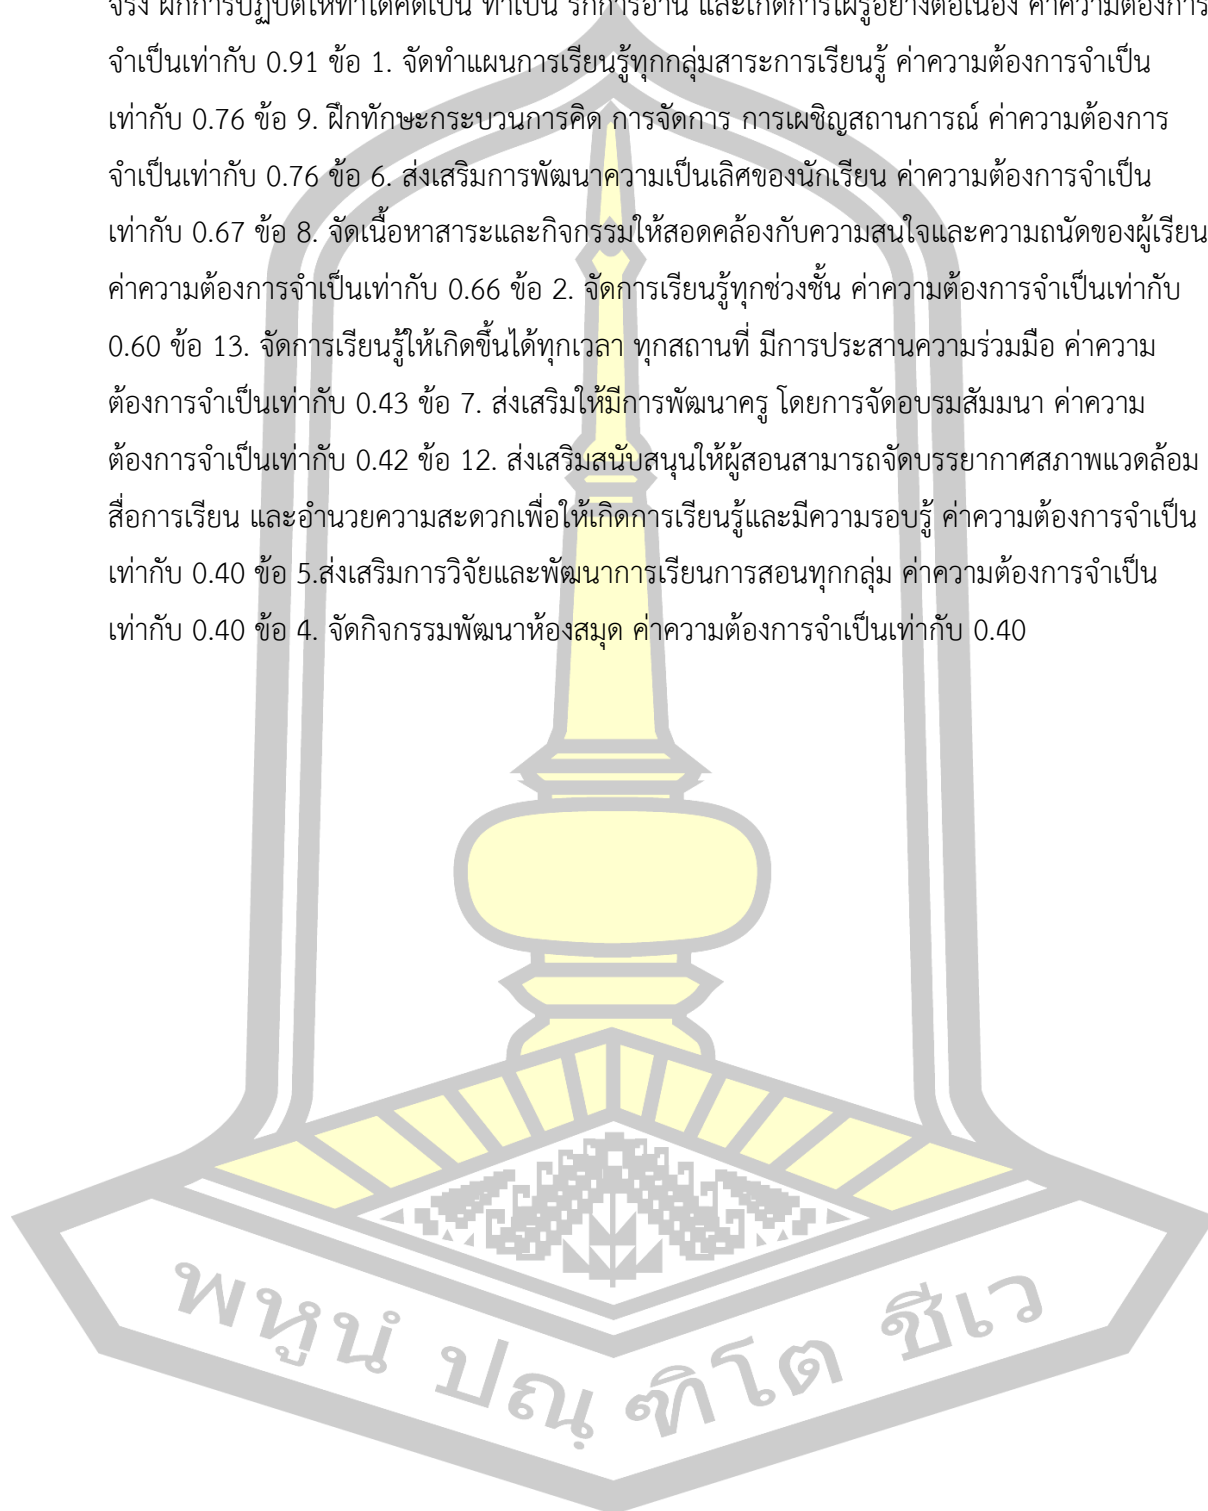 จริง ฝึกการปฏิบัติให้ทำได้คิดเป็น ทำเป็น รักการอ่าน และเกิดการใฝ่รู้อย่างต่อเนื่อง ค่าความต้องการ
จำเป็นเท่ากับ 0.91 ข้อ 1. จัดทำแผนการเรียนรู้ทุกกลุ่มสาระการเรียนรู้ ค่าความต้องการจำเป็น
เท่ากับ 0.76 ข้อ 9. ฝึกทักษะกระบวนการคิด การจัดการ การเผชิญสถานการณ์ ค่าความต้องการ
จำเป็นเท่ากับ 0.76 ข้อ 6. ส่งเสริมการพัฒนาความเป็นเลิศของนักเรียน ค่าความต้องการจำเป็น
เท่ากับ 0.67 ข้อ 8. จัดเนื้อหาสาระและกิจกรรมให้สอดคล้องกับความสนใจและความถนัดของผู้เรียน
ค่าความต้องการจำเป็นเท่ากับ 0.66 ข้อ 2. จัดการเรียนรู้ทุกช่วงชั้น ค่าความต้องการจำเป็นเท่ากับ
0.60 ข้อ 13. จัดการเรียนรู้ให้เกิดขึ้นได้ทุกเวลา ทุกสถานที่ มีการประสานความร่วมมือ ค่าความ
ต้องการจำเป็นเท่ากับ 0.43 ข้อ 7. ส่งเสริมให้มีการพัฒนาครู โดยการจัดอบรมสัมมนา ค่าความ
ต้องการจำเป็นเท่ากับ 0.42 ข้อ 12. ส่งเสริมสนับสนุนให้ผู้สอนสามารถจัดบรรยากาศสภาพแวดล้อม
สื่อการเรียน และอำนวยความสะดวกเพื่อให้เกิดการเรียนรู้และมีความรอบรู้ ค่าความต้องการจำเป็น
เท่ากับ 0.40 ข้อ 5.ส่งเสริมการวิจัยและพัฒนาการเรียนการสอนทุกกลุ่ม ค่าความต้องการจำเป็น
เท่ากับ 0.40 ข้อ 4. จัดกิจกรรมพัฒนาห้องสมุด ค่าความต้องการจำเป็นเท่ากับ 0.40
พหูนํ ปณฺฑิโต ชีเว